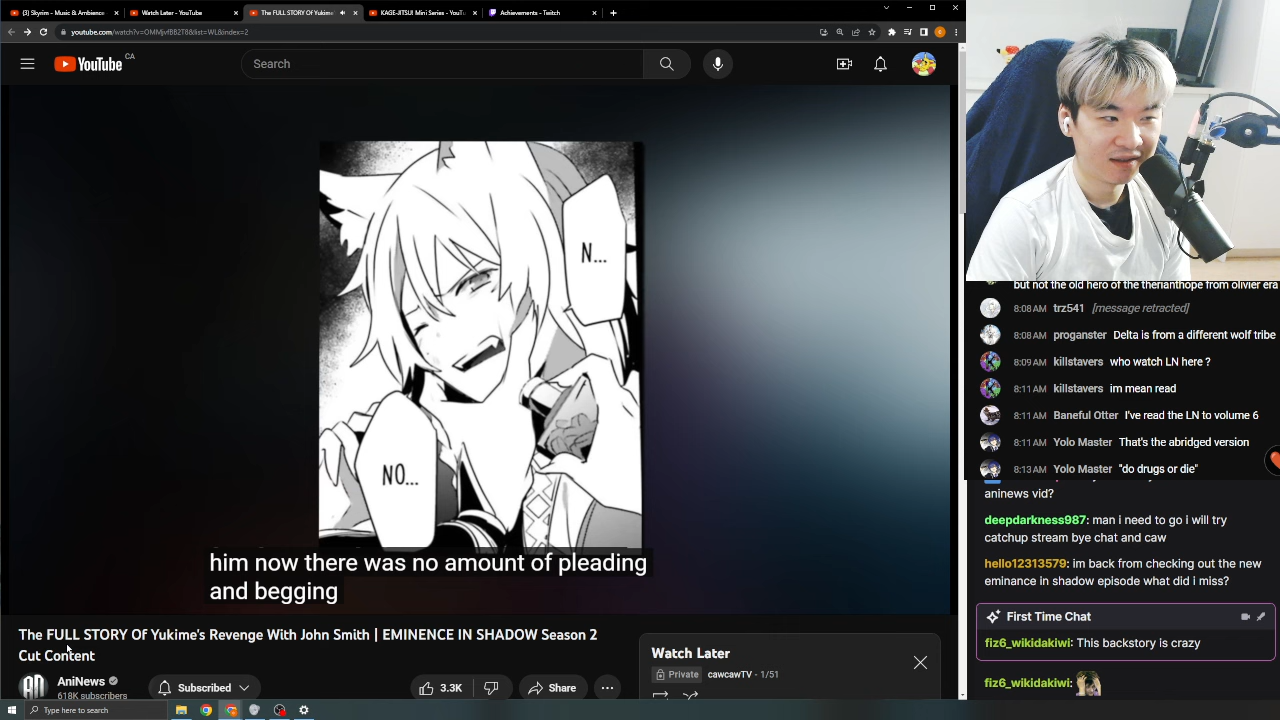 (3) Skyrim - Music & Ambience
Watch Later - YouTube
The FULL STORY Of Yukime's
KAGE-JITSU! Mini Series - YouTu
Achievements - Twitch
youtube.com/watch?v=OMMjvfBB2T8&list=WL&index=2
YouTube CA
Search
N...
NO...
him now there was no amount of pleading
and begging
The FULL STORY Of Yukime's Revenge With John Smith | EMINENCE IN SHADOW Season 2
Cut Content
AniNews
618K subscribers
Subscribed
3.3K
Share
Watch Later
Private cawcawTV - 1/51
but not the old hero of the therianthope from olivier era
8:08 AM trz541 [message retracted]
8:08 AM proganster Delta is from a different wolf tribe
8:09 AM killstavers who watch LN here ?
8:11 AM killstavers im mean read
8:11 AM Baneful Otter I've read the LN to volume 6
8:11 AM Yolo Master That's the abridged version
8:13 AM Yolo Master "do drugs or die"
aninews vid?
deepdarkness987: man i need to go i will try
catchup stream bye chat and caw
hello12313579: im back from checking out the new
eminance in shadow episode what did i miss?
First Time Chat
fiz6_wikidakiwi: This backstory is crazy
fiz6_wikidakiwi:
Type here to search